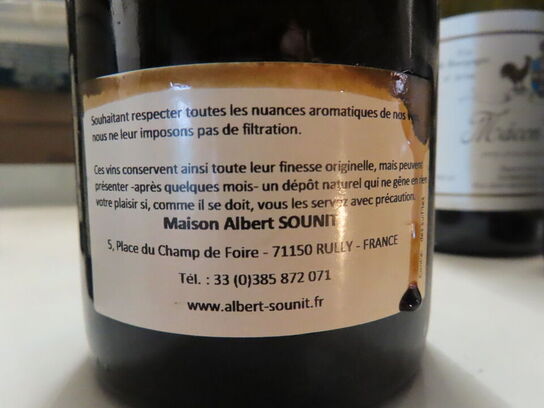 Souhaitant respecter toutes les nuances aromatiques de nos
nous ne leur imposons pas de filtration.
Ces vins conservent ainsi toute leur finesse originelle, mais peuvent
présenter -après quelques mois- un dépôt naturel qui ne gêne en rien
votre plaisir si, comme il se doit, vous les servez avec précaution.
Maison Albert SOUNIT
5, Place du Champ de Foire - 71150 RULLY - FRANCE
Tél. : 33 (0)385 872 071
www.albert-sounit.fr
Mâcon